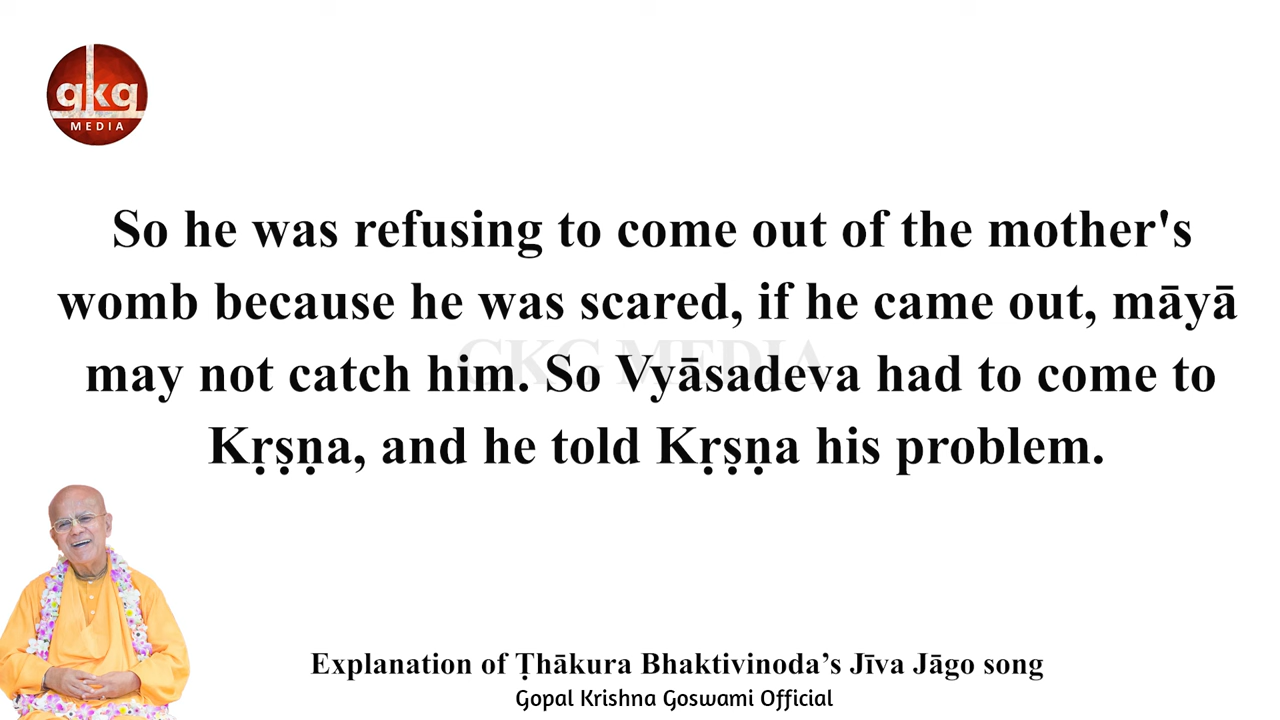 gkg
MEDIA
So he was refusing to come out of the mother's
womb because he was scared, if he came out, māyā
may not catch him. So Vyāsadeva had to come to
Kṛṣṇa, and he told Kṛṣṇa his problem.
GKG MEDIA
Explanation of Ṭhākura Bhaktivinoda’s Jīva Jāgo song
Gopal Krishna Goswami Official